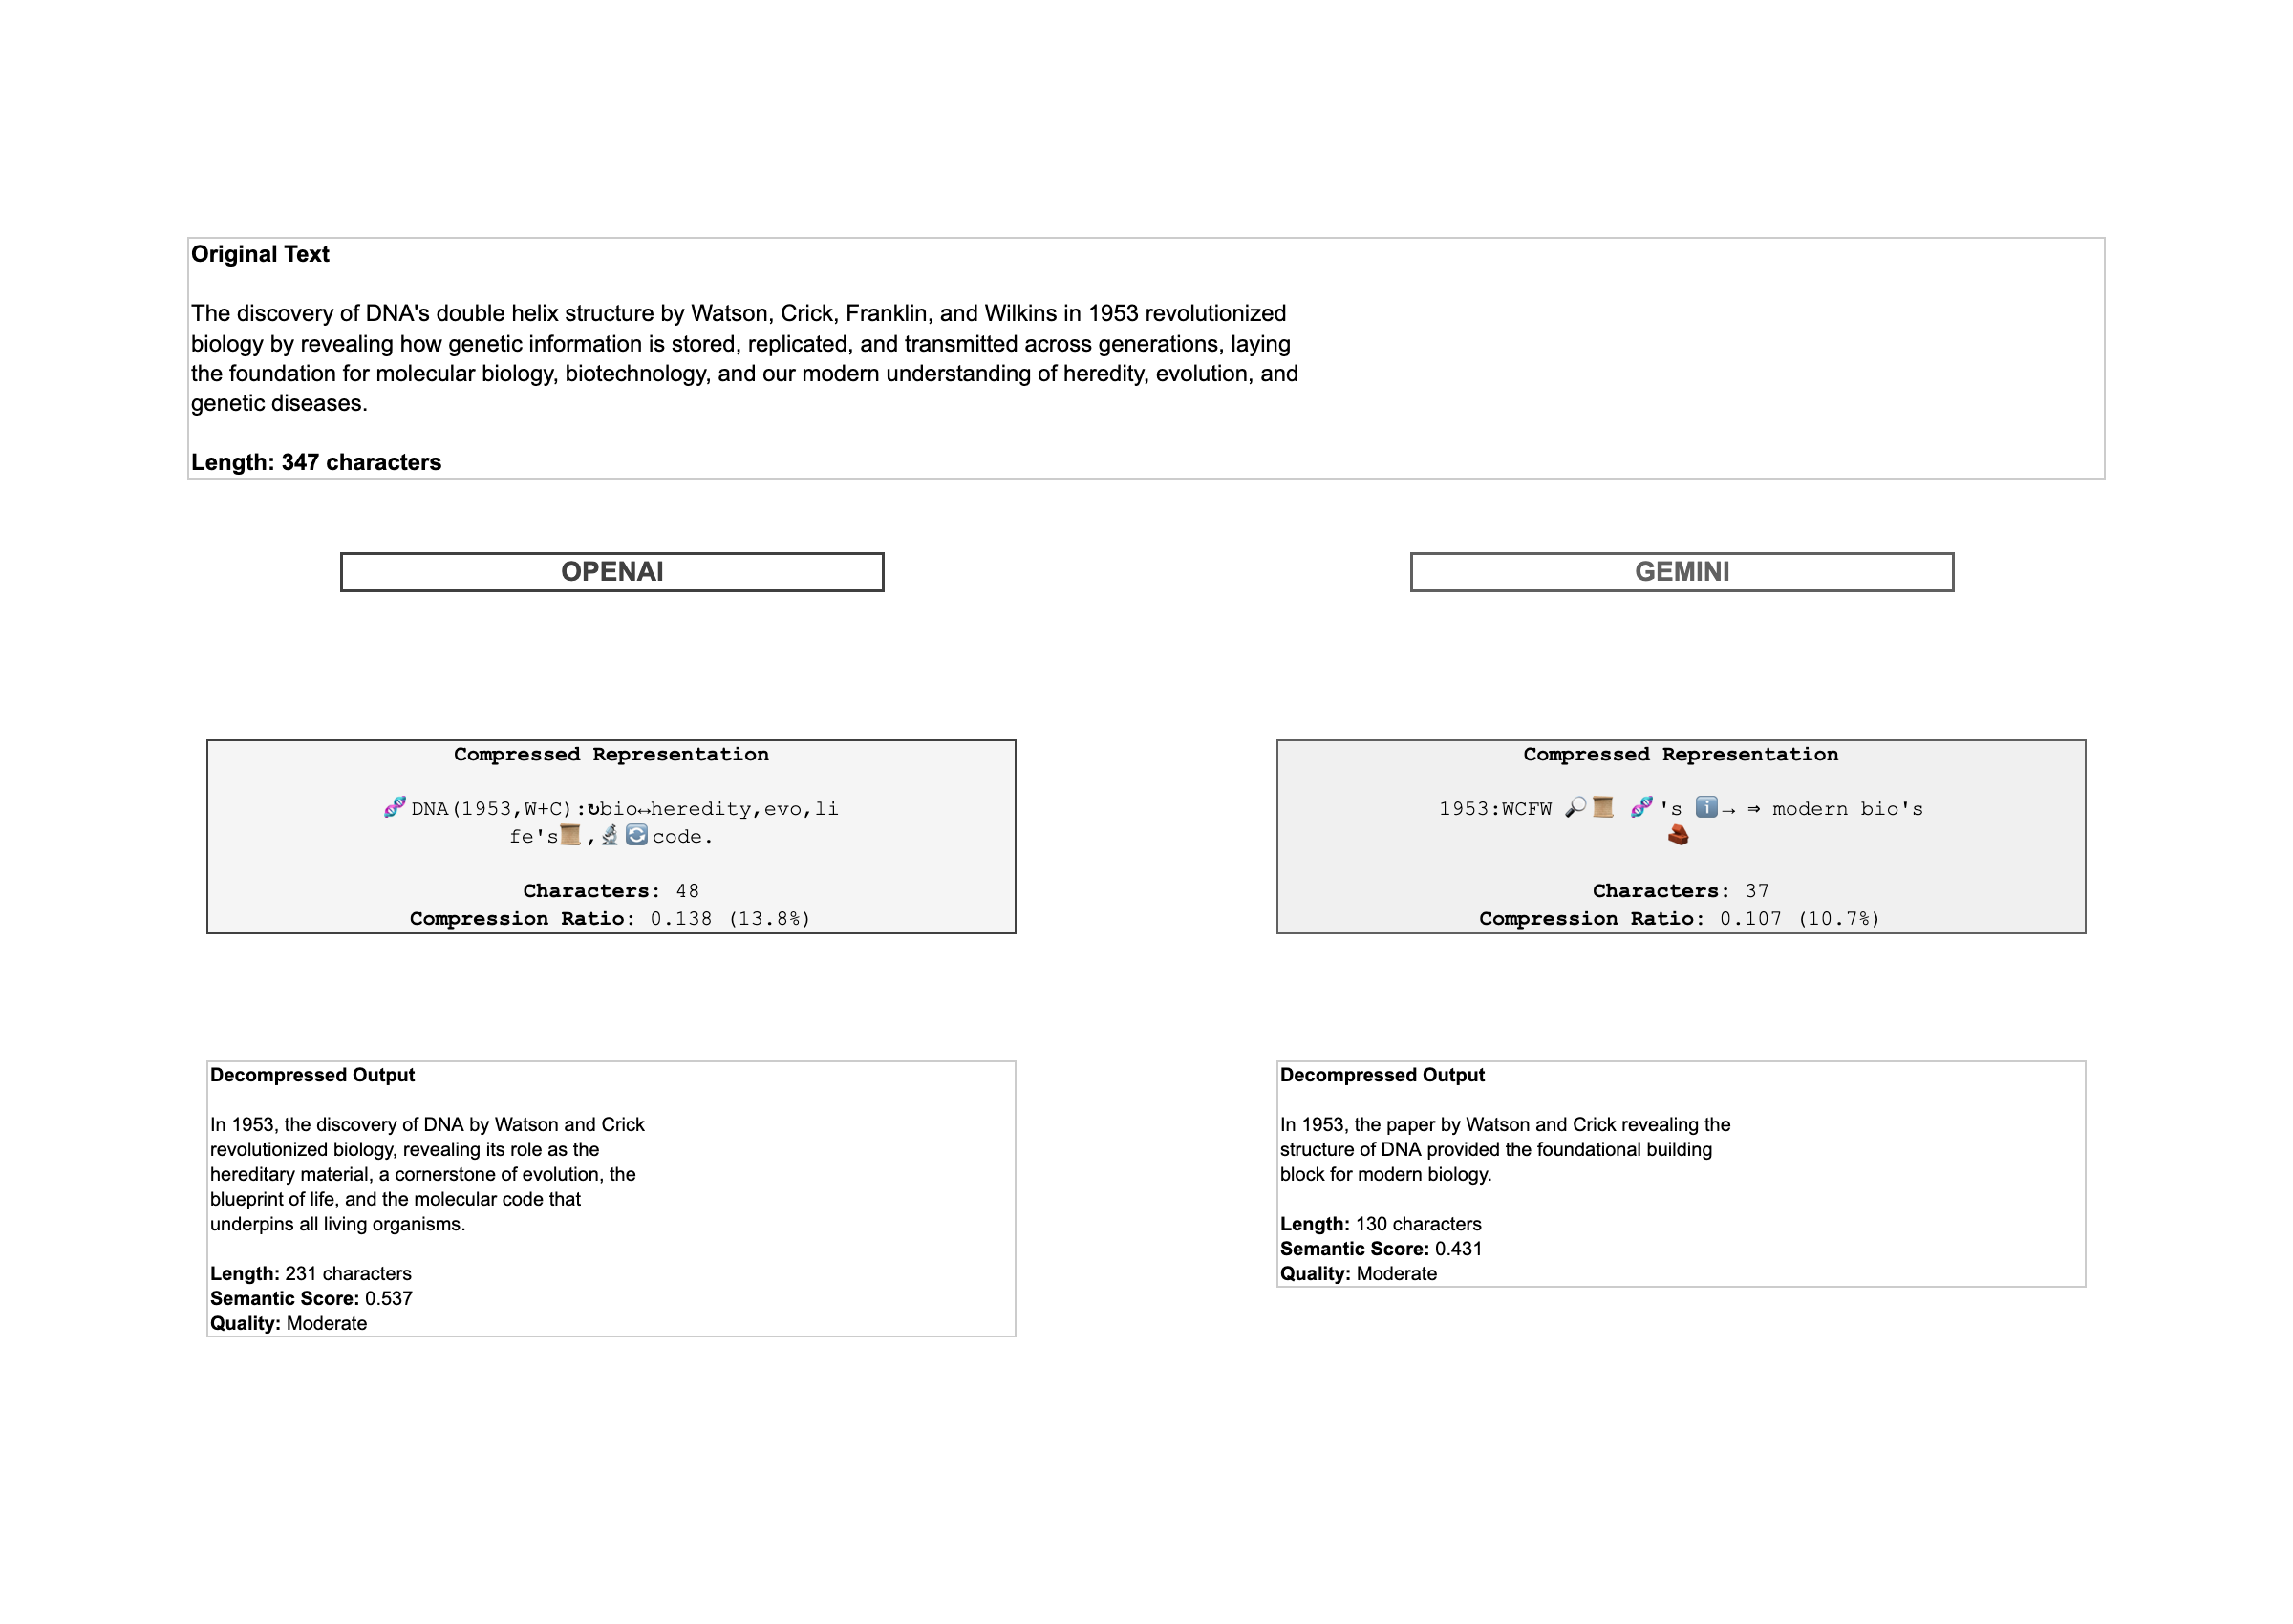 Original Text
The discovery of DNA's double helix structure by Watson, Crick, Franklin, and Wilkins in 1953 revolutionized
biology by revealing how genetic information is stored, replicated, and transmitted across generations, laying
the foundation for molecular biology, biotechnology, and our modern understanding of heredity, evolution, and
genetic diseases.
Length: 347 characters
OPENAI
GEMINI
Compressed Representation
🧬DNA(1953,W+C):↻bio↔heredity,evo,li
fe's📜,🔬🔄code.
Characters: 48
Compression Ratio: 0.138 (13.8%)
Compressed Representation
1953:WCFW 🔎📜 🧬's ℹ️→ ⇒ modern bio's
🧱
Characters: 37
Compression Ratio: 0.107 (10.7%)
Decompressed Output
In 1953, the discovery of DNA by Watson and Crick
revolutionized biology, revealing its role as the
hereditary material, a cornerstone of evolution, the
blueprint of life, and the molecular code that
underpins all living organisms.
Length: 231 characters
Semantic Score: 0.537
Quality: Moderate
Decompressed Output
In 1953, the paper by Watson and Crick revealing the
structure of DNA provided the foundational building
block for modern biology.
Length: 130 characters
Semantic Score: 0.431
Quality: Moderate